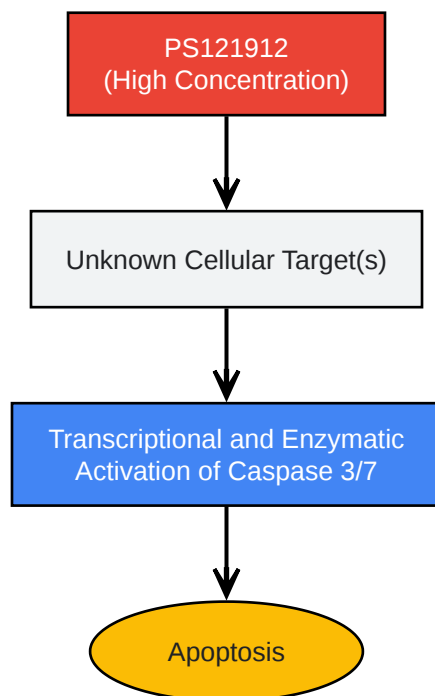 PS121912
(High Concentration)
Unknown Cellular Target(s)
Transcriptional and Enzymatic
Activation of Caspase 3/7
Apoptosis